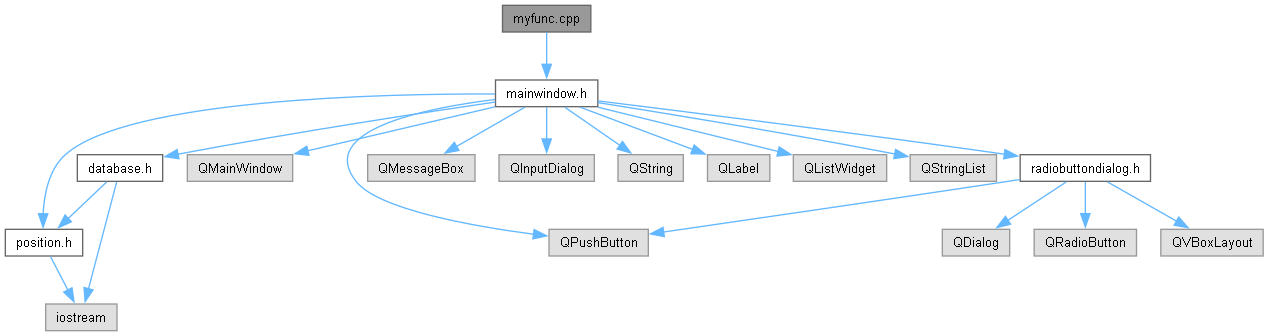 myfunc.cpp
mainwindow.h
database.h
QMainWindow
QMessageBox
QInputDialog
QString
QLabel
QListWidget
QStringList
radiobuttondialog.h
position.h
QPushButton
QDialog
QRadioButton
QVBoxLayout
iostream